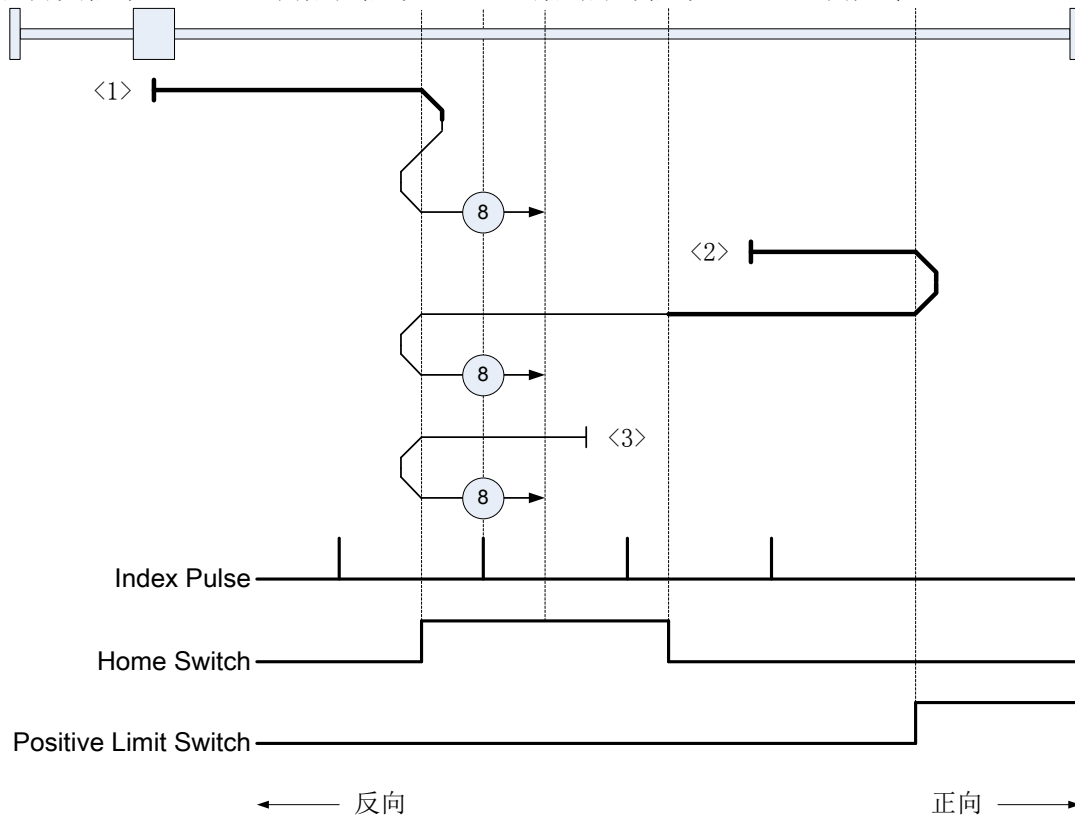 <1>
8
<2>
8
<3>
8
Index Pulse
Home Switch
Positive Limit Switch
反向
正向